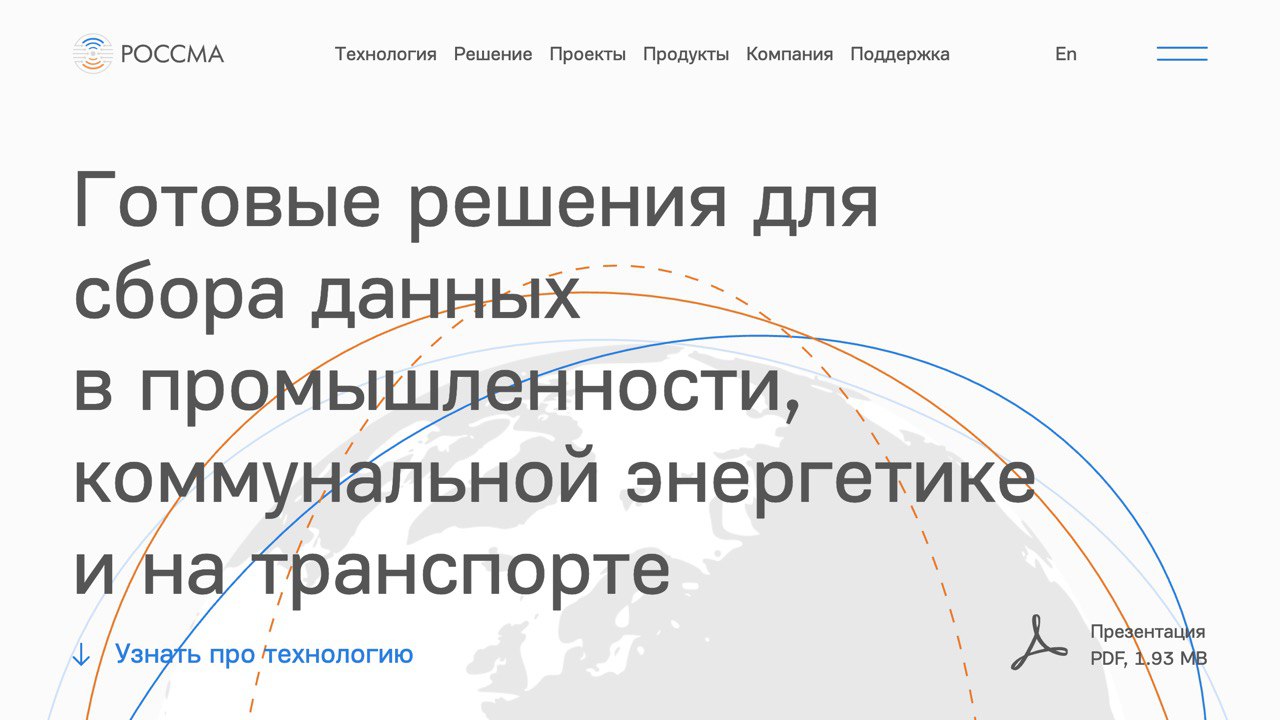 РОССМА
Технология Решение Проекты Продукты Компания Поддержка
En
Готовые решения для
сбора данных
в промышленности,
коммунальной энергетике
и на транспорте
Узнать про технологию
Презентация
PDF, 1.93 MB